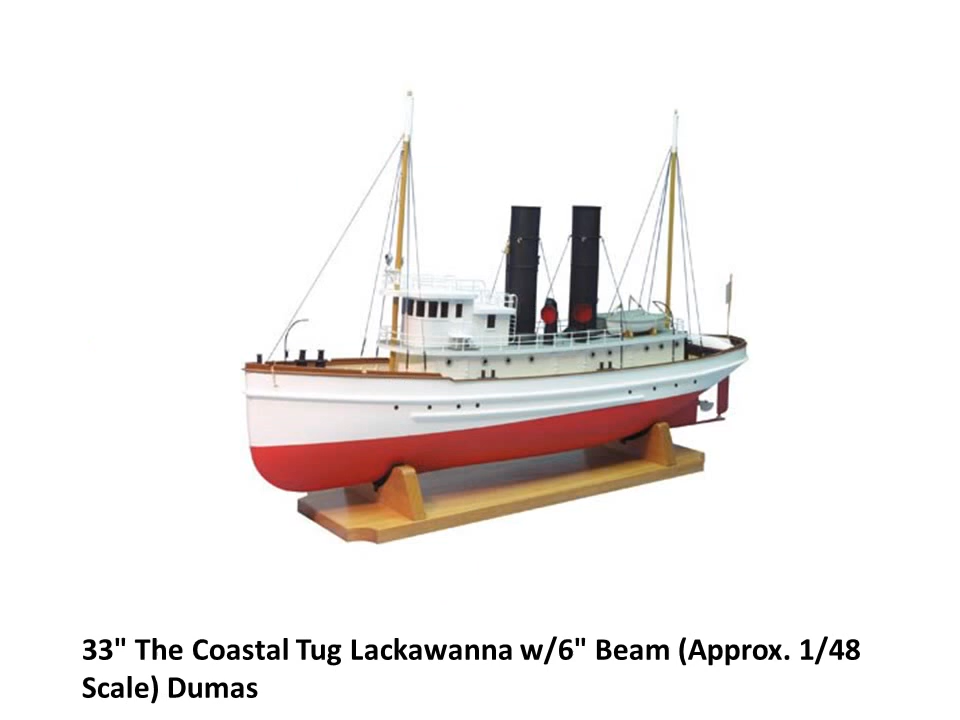 33" The Coastal Tug Lackawanna w/6" Beam (Approx. 1/48
Scale) Dumas